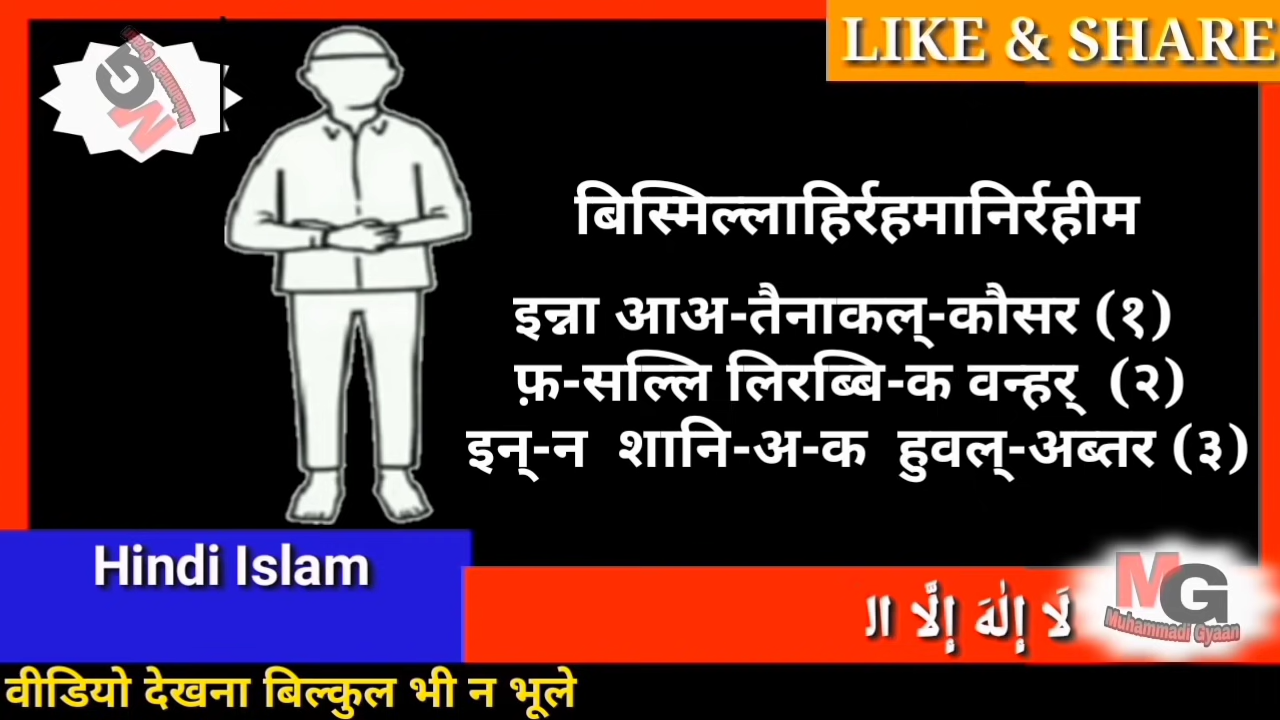 LIKE & SHARE
बिस्मिल्लाहिर्रहमानिर्रहीम
इन्ना आअ-तैनाकल्-कौसर (१)
फ़-सल्लि लिरब्बि-क वन्हर् (२)
इन्-न शानि-अ-क हुवल्-अब्तर (३)
Hindi Islam
لَا إِلٰهَ إِلَّا
MG
Muhammadi Gyaan
वीडियो देखना बिल्कुल भी न भूले